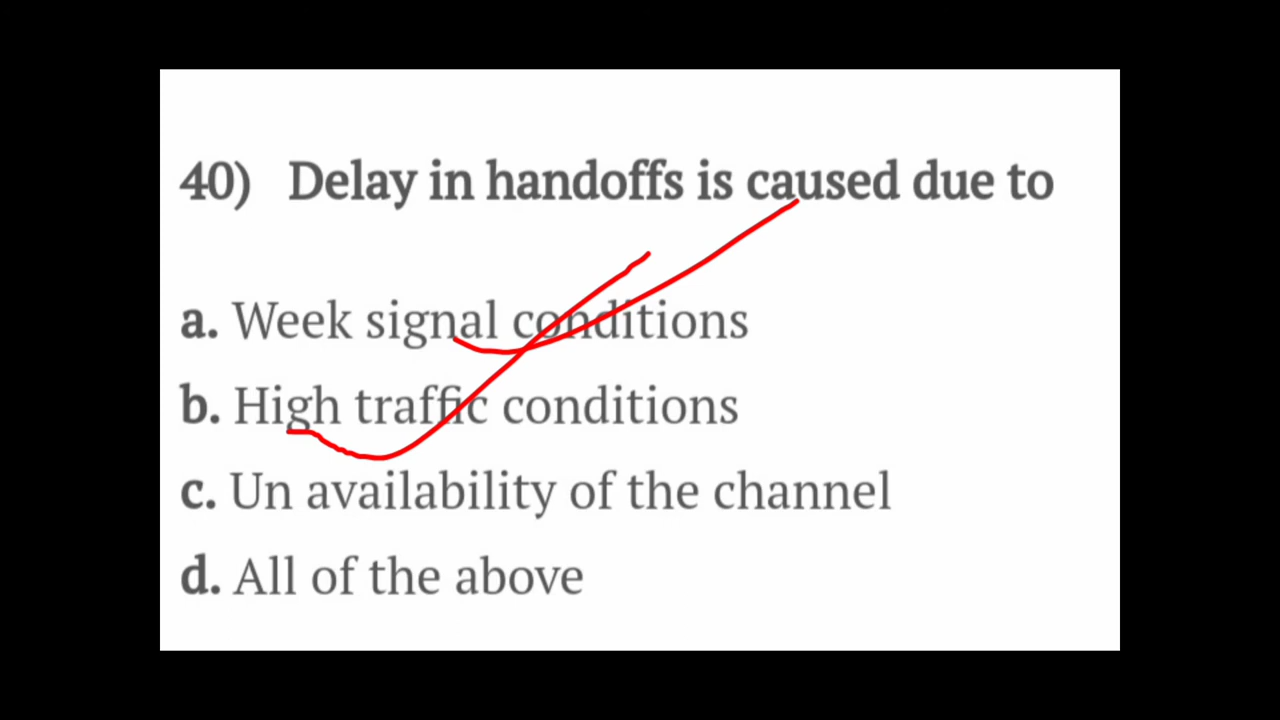 40) Delay in handoffs is caused due to
a. Week signal conditions
b. High traffic conditions
c. Un availability of the channel
d. All of the above